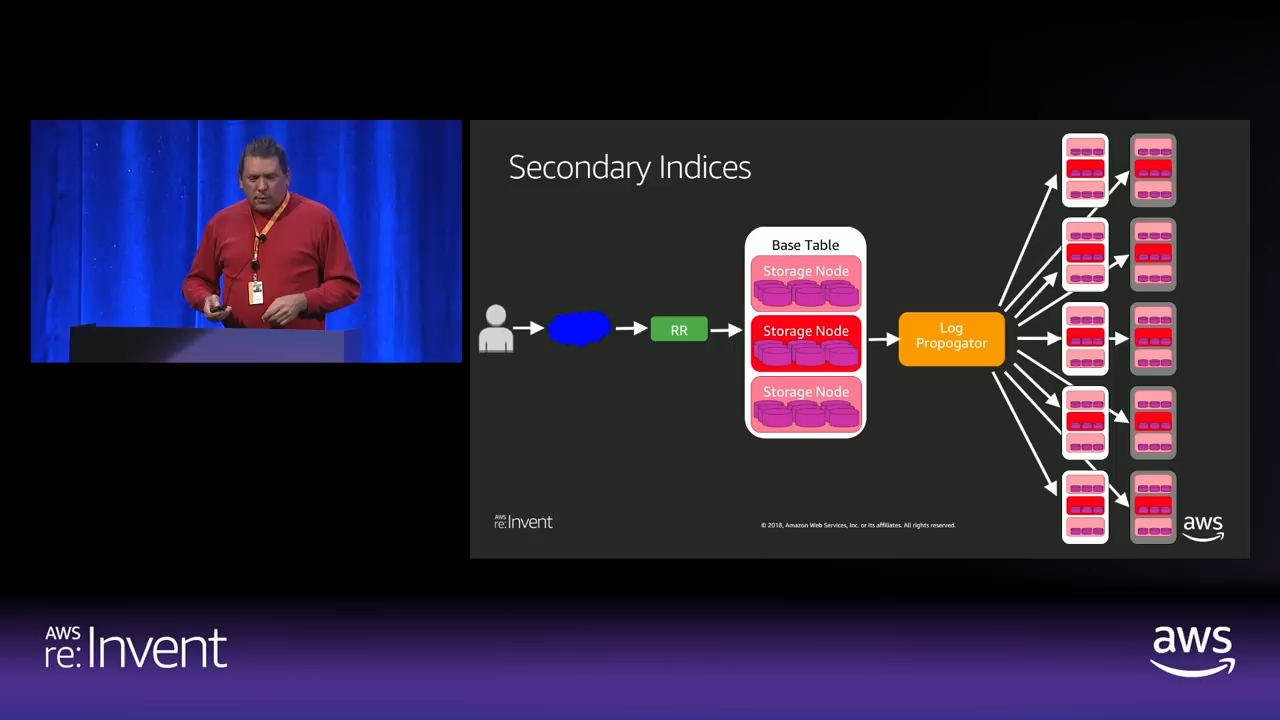 Secondary Indices
Base Table
Storage Node
Storage Node
Storage Node
RR
Log
Propogator
AWS
re:Invent
© 2018, Amazon Web Services, Inc. or its affiliates. All rights reserved.
aws
AWS
re:Invent
aws